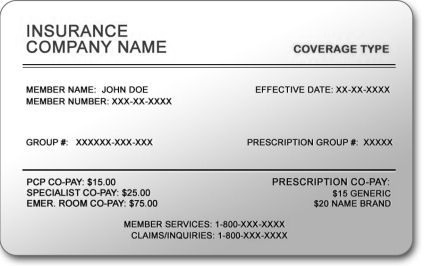 INSURANCE
COMPANY NAME
COVERAGE TYPE
MEMBER NAME: JOHN DOE
EFFECTIVE DATE: XX-XX-XXXX
MEMBER NUMBER: XXX-XX-XXXX
GROUP #: XXXXXX-XXX-XXX
PRESCRIPTION GROUP #: XXXXX
PCP CO-PAY: $15.00
SPECIALIST CO-PAY: $25.00
EMER. ROOM CO-PAY: $75.00
PRESCRIPTION CO-PAY:
$15 GENERIC
$20 NAME BRAND
MEMBER SERVICES: 1-800-XXX-XXXX
CLAIMS/INQUIRIES: 1-800-XXX-XXXX